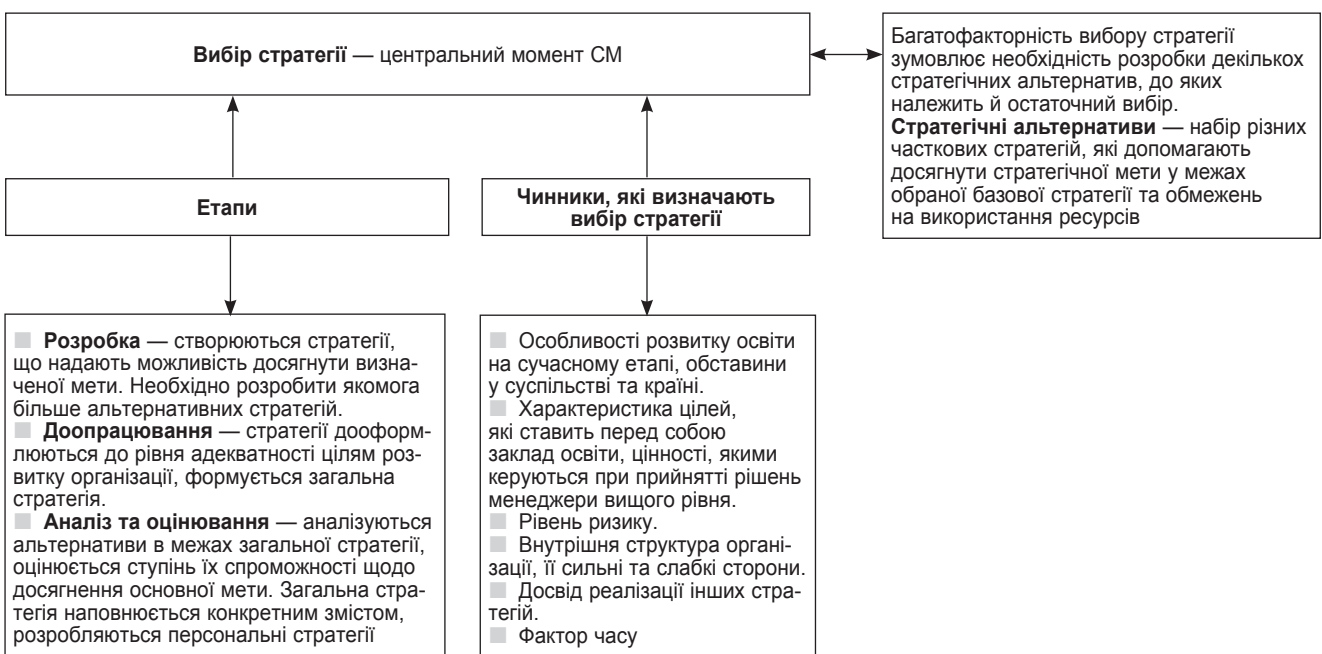 Вибір стратегії — центральний момент СМ
Багатофакторність вибору стратегії
зумовлює необхідність розробки декількох
стратегічних альтернатив, до яких
належить й остаточний вибір.
Стратегічні альтернативи — набір різних
часткових стратегій, які допомагають
досягнути стратегічної мети у межах
обраної базової стратегії та обмежень
на використання ресурсів
Етапи
Чинники, які визначають
вибір стратегії
Розробка — створюються стратегії,
що надають можливість досягнути визна-
ченої мети. Необхідно розробити якомога
більше альтернативних стратегій.
Доопрацювання — стратегії дооформ-
люються до рівня адекватності цілям роз-
витку організації, формується загальна
стратегія.
Аналіз та оцінювання — аналізуються
альтернативи в межах загальної стратегії,
оцінюється ступінь їх спроможності щодо
досягнення основної мети. Загальна стра-
тегія наповнюється конкретним змістом,
розробляються персональні стратегії
Особливості розвитку освіти
на сучасному етапі, обставини
у суспільстві та країні.
Характеристика цілей,
які ставить перед собою
заклад освіти, цінності, якими
керуються при прийнятті рішень
менеджери вищого рівня.
Рівень ризику.
Внутрішня структура органі-
зації, її сильні та слабкі сторони.
Досвід реалізації інших стра-
тегій.
Фактор часу